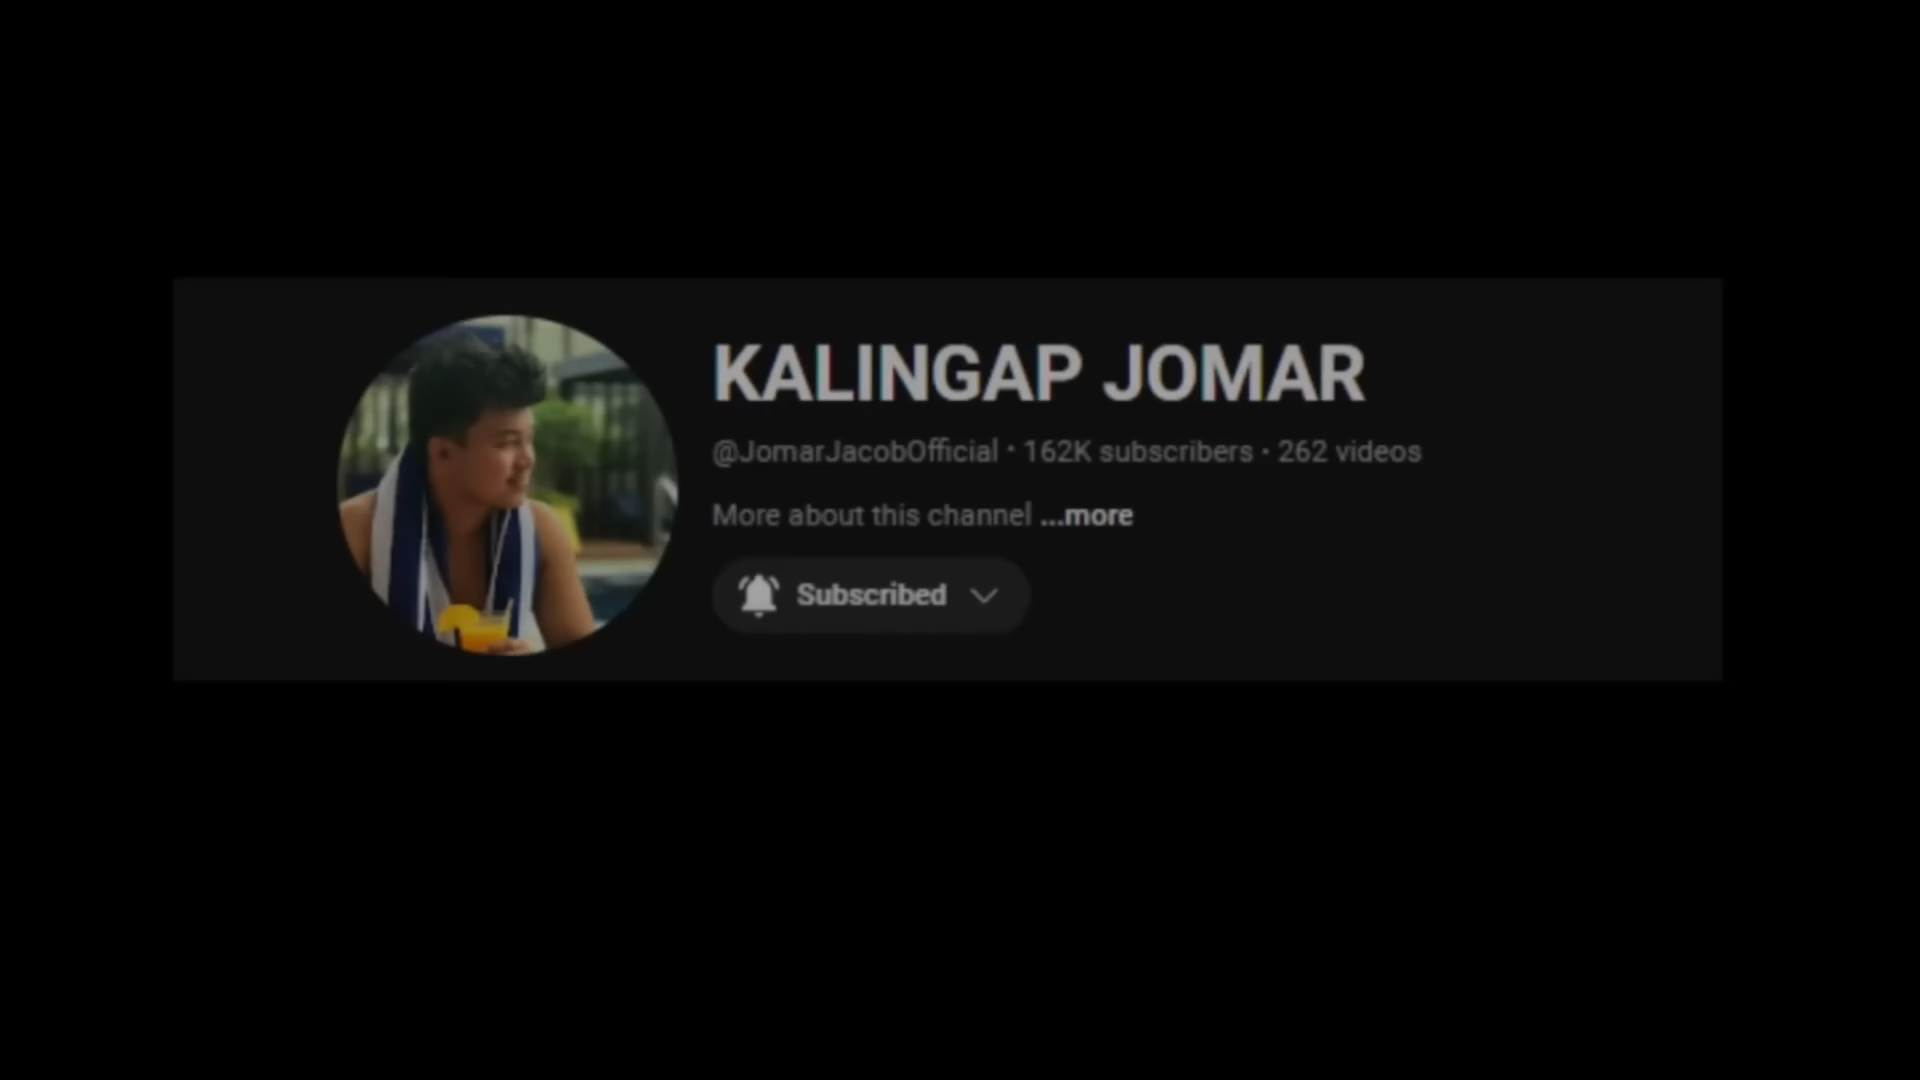 KALINGAP JOMAR
@JomarJacobOfficial · 162K subscribers · 262 videos
More about this channel ...more
Subscribed